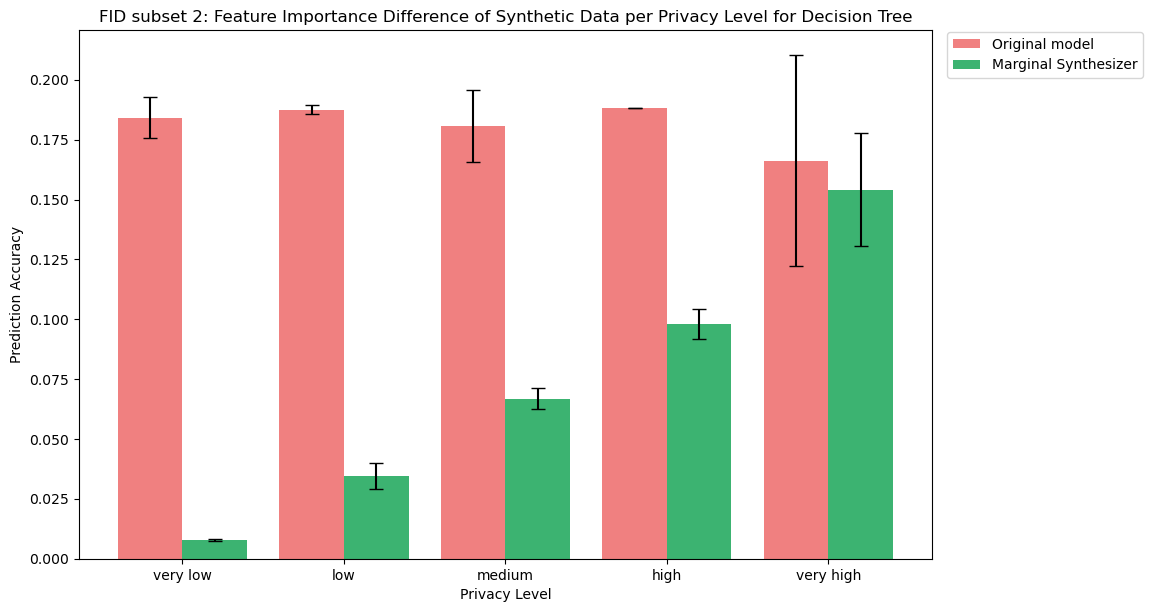 FID subset 2: Feature Importance Difference of Synthetic Data per Privacy Level for Decision Tree
Original model
Marginal Synthesizer
Prediction Accuracy
0.200
0.175
0.150
0.125
0.100
0.075
0.050
0.025
0.000
very low
low
medium
high
very high
Privacy Level